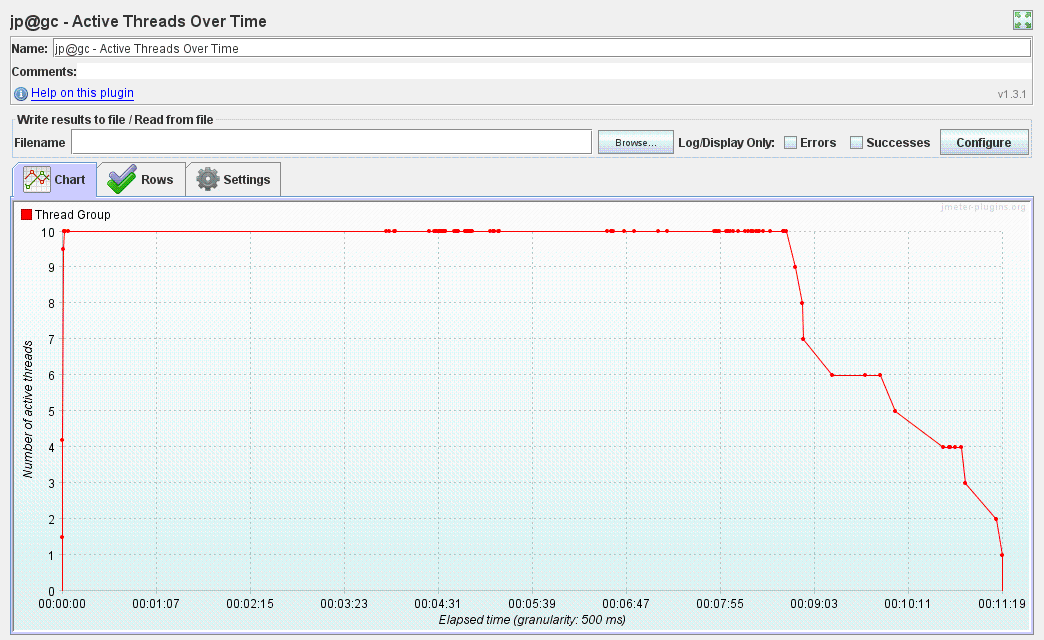 jp@gc - Active Threads Over Time
Name: jp@gc - Active Threads Over Time
Comments:
Help on this plugin
v1.3.1
Write results to file / Read from file
Filename Browse... Log/Display Only: Errors Successes Configure
Chart Rows Settings
jmeter-plugins.org
Thread Group
10
9
8
7
6
5
4
3
2
1
0
Number of active threads
00:00:00 00:01:07 00:02:15 00:03:23 00:04:31 00:05:39 00:06:47 00:07:55 00:09:03 00:10:11 00:11:19
Elapsed time (granularity: 500 ms)